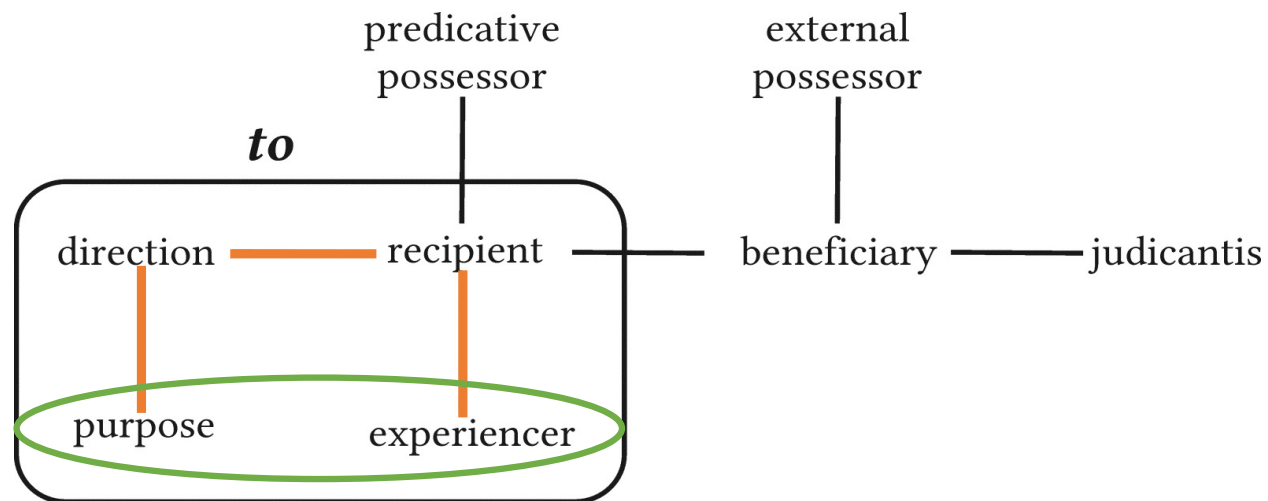 predicative
possessor
external
possessor
to
direction
recipient
beneficiary
judicantis
purpose
experiencer